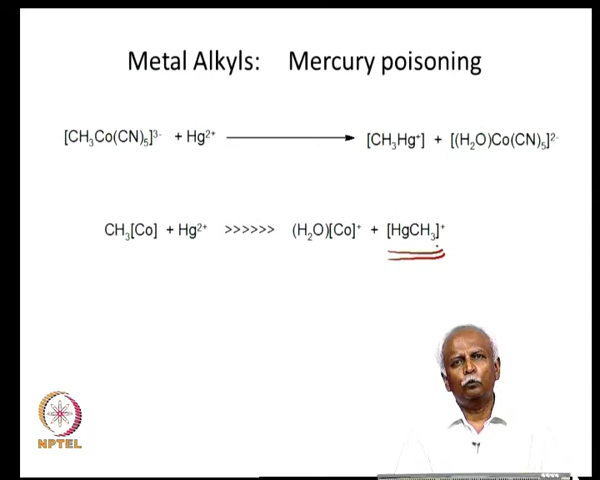 Metal Alkyls: Mercury poisoning
[CH₃Co(CN)₅]³⁻ + Hg²⁺ → [CH₃Hg⁺] + [(H₂O)Co(CN)₅]²⁻
CH₃[Co] + Hg²⁺ >>>>>> (H₂O)[Co]⁺ + [HgCH₃]⁺
NPTEL